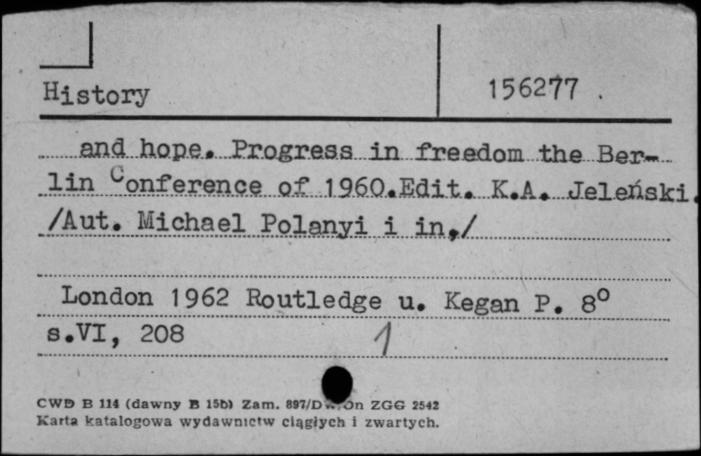 History
156277 .
and hope. Progress in freedom the Ber-
lin Conference of 1960.Edit. K.A. Jeleński.
/Aut. Michael Polanyi i in./
London 1962 Routledge u. Kegan P. 8°
s.VI, 208
1
CWD B 114 (dawny B 15b) Zam. 897/D On ZGG 2542
Karta katalogowa wydawnictw ciągłych i zwartych.